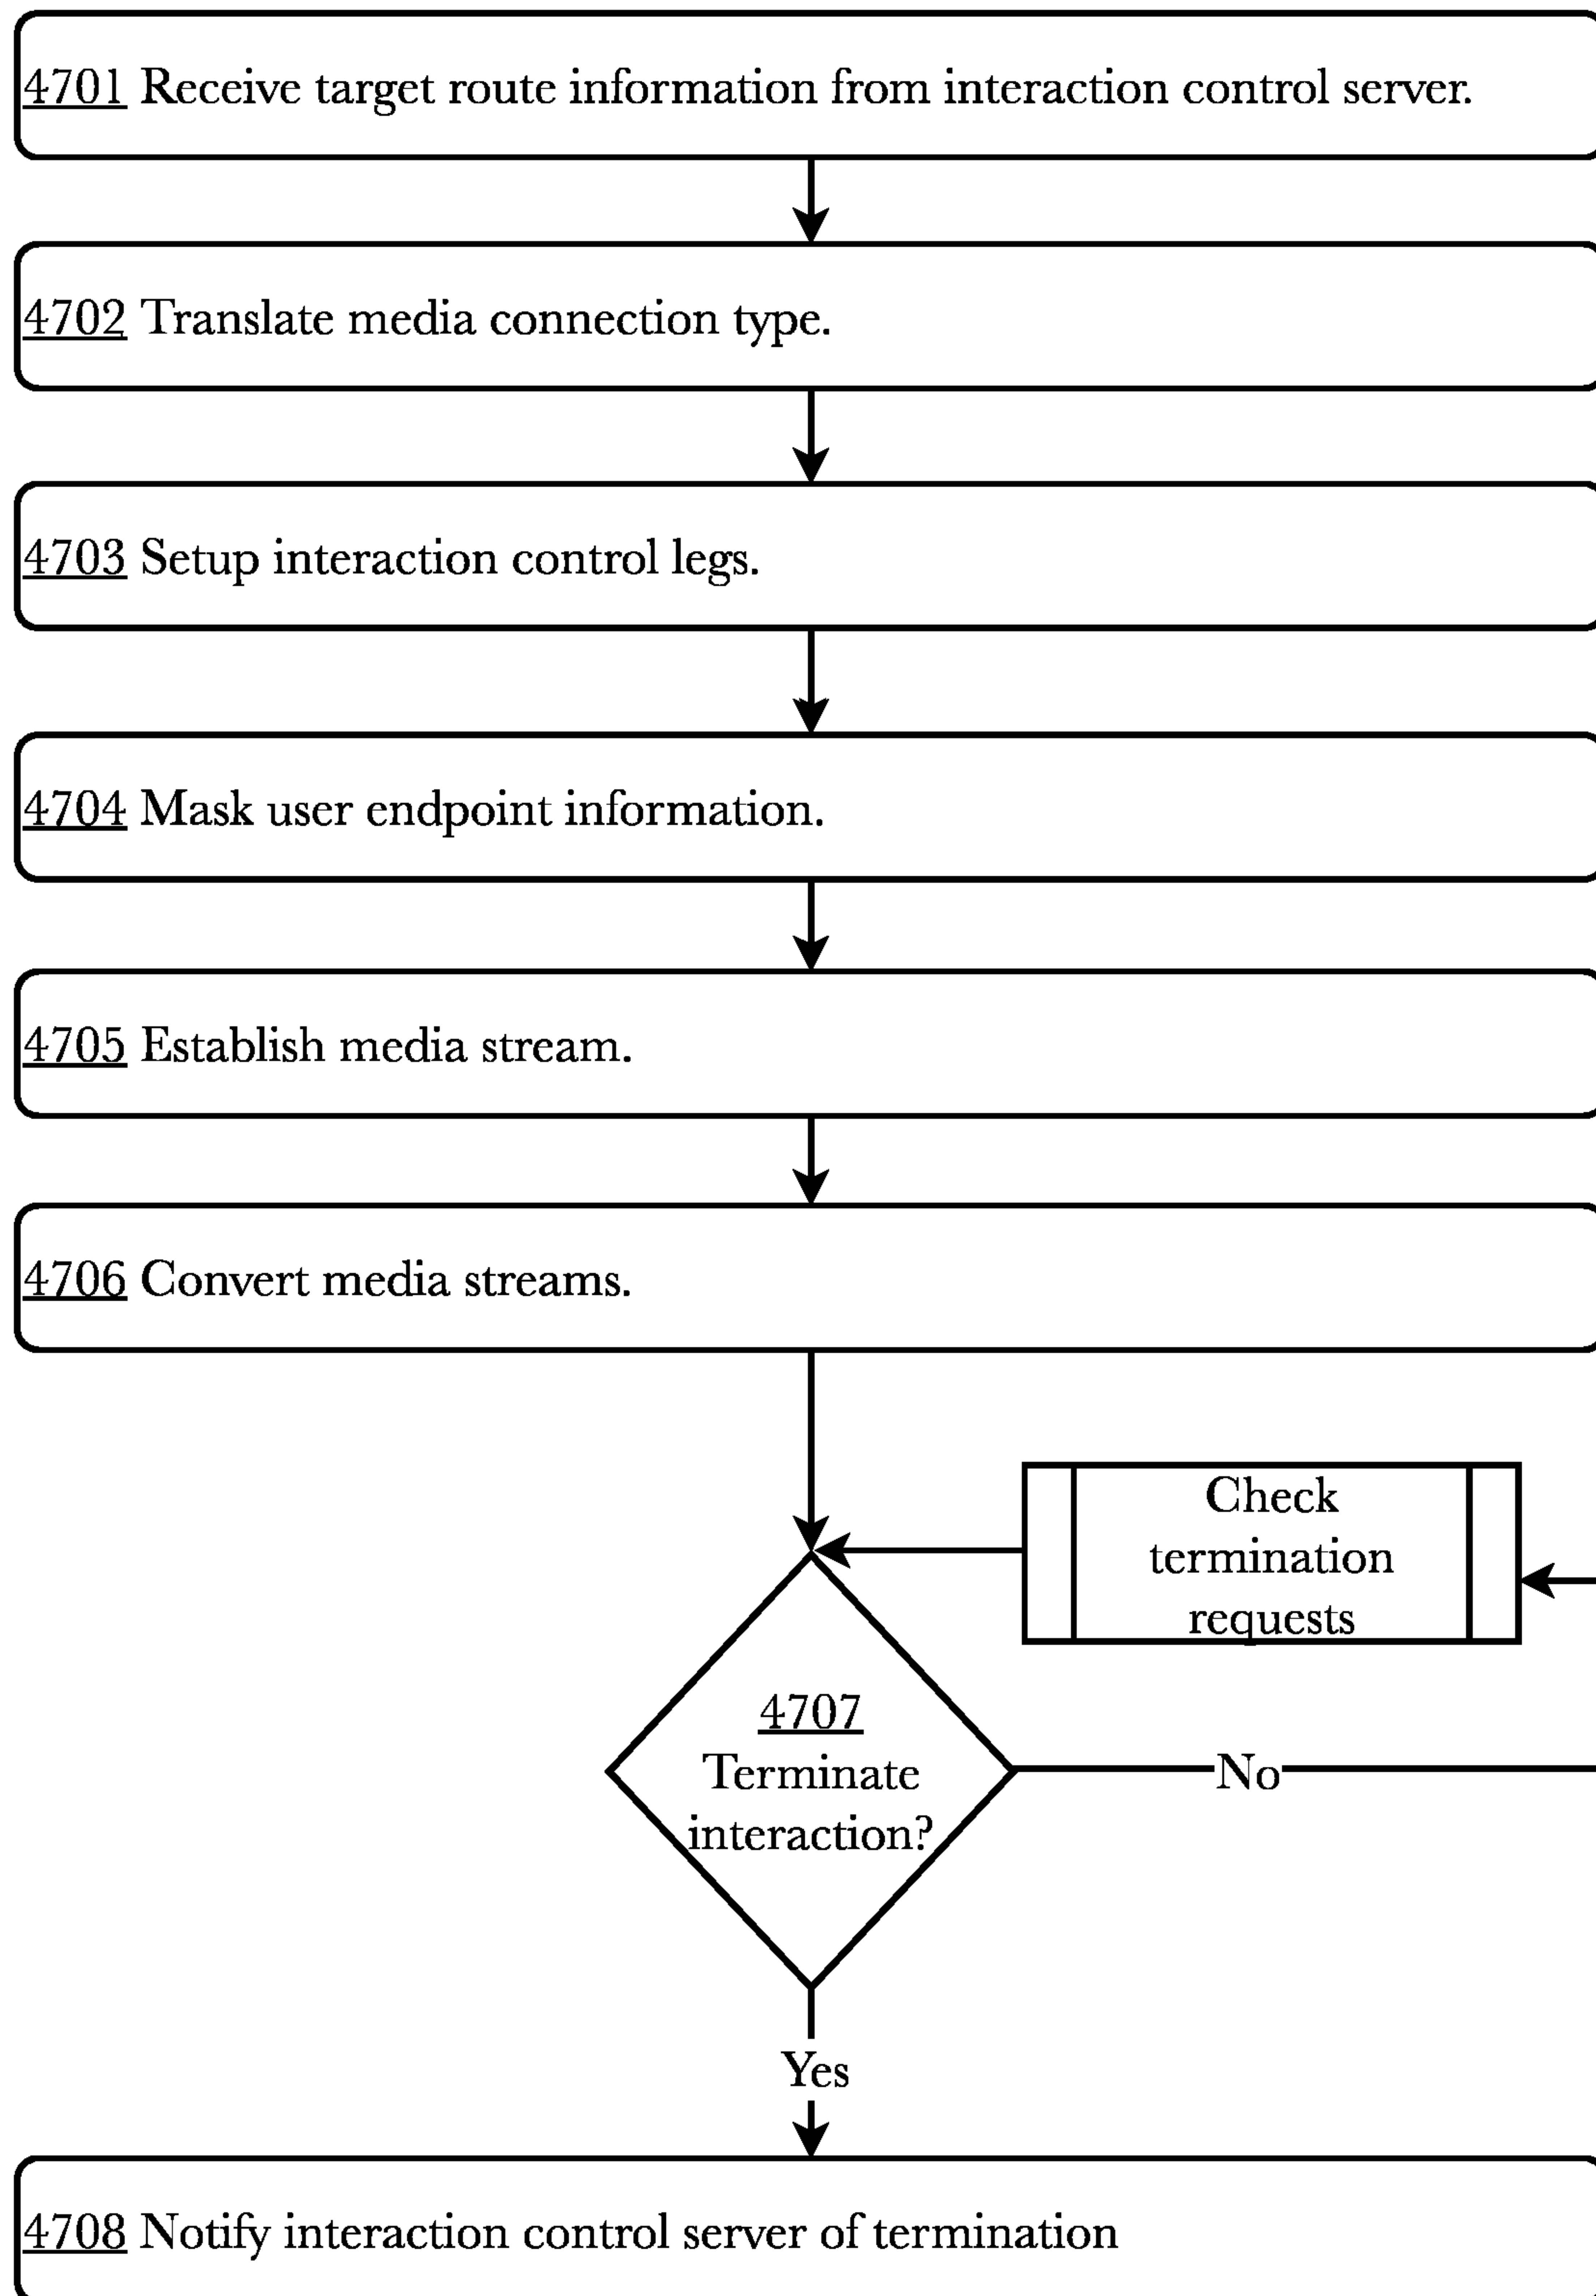 4701 Receive target route information from interaction control server.
4702 Translate media connection type.
4703 Setup interaction control legs.
4704 Mask user endpoint information.
4705 Establish media stream.
4706 Convert media streams.
Check
termination
requests
4707
Terminate
interaction?
No
Yes
4708 Notify interaction control server of termination